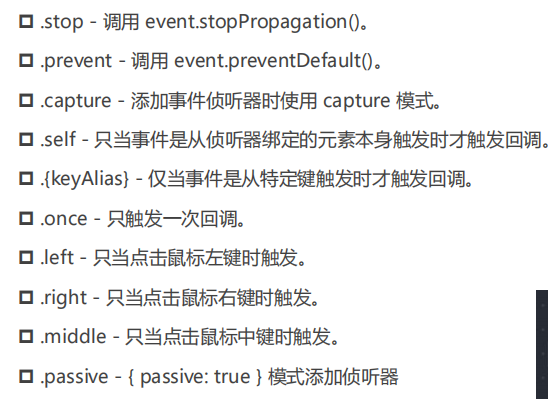 .stop - 调用 event.stopPropagation()。
.prevent - 调用 event.preventDefault()。
.capture - 添加事件侦听器时使用 capture 模式。
.self - 只当事件是从侦听器绑定的元素本身触发时才触发回调。
.{keyAlias} - 仅当事件是从特定键触发时才触发回调。
.once - 只触发一次回调。
.left - 只当点击鼠标左键时触发。
.right - 只当点击鼠标右键时触发。
.middle - 只当点击鼠标中键时触发。
.passive - { passive: true } 模式添加侦听器